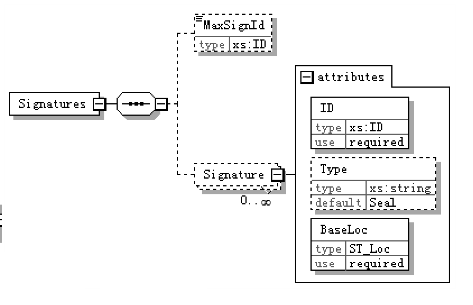 MaxSignId
type xs:ID
attributes
Signatures
ID
type xs:ID
use required
Signature
0..∞
Type
type xs:string
default Seal
BaseLoc
type ST_Loc
use required